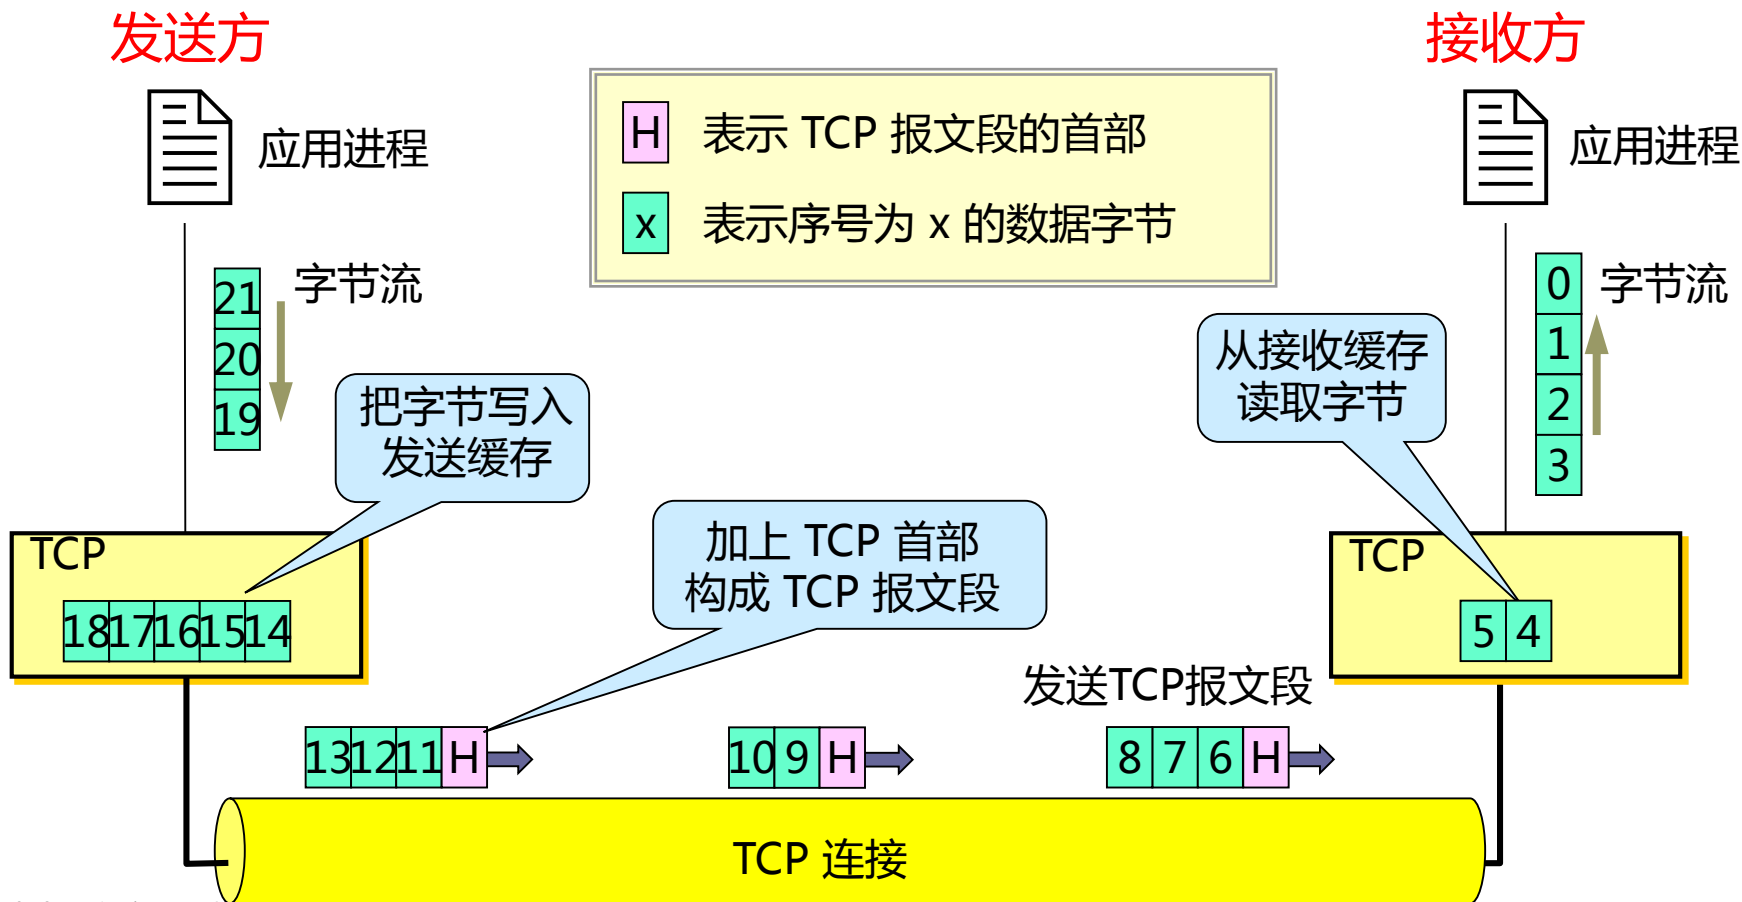 发送方
接收方
应用进程
H 表示 TCP 报文段的首部
应用进程
x 表示序号为 x 的数据字节
字节流
21
20
19
字节流
0
1
2
3
把字节写入
发送缓存
从接收缓存
读取字节
TCP
18 17 16 15 14
加上 TCP 首部
构成 TCP 报文段
TCP
5 4
发送TCP报文段
13 12 11 H
10 9 H
8 7 6 H
TCP 连接